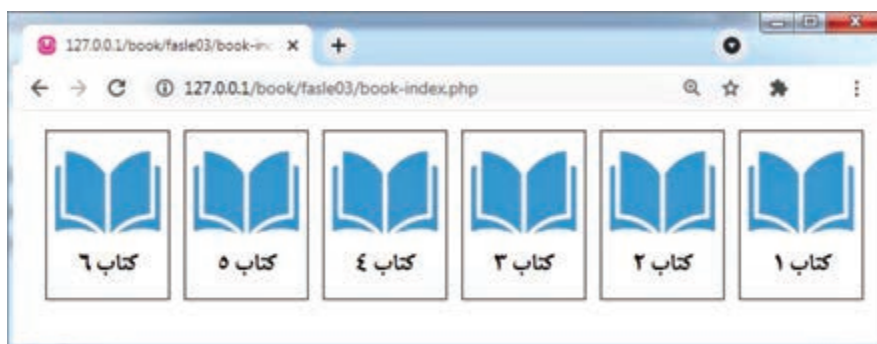 127.0.0.1/book/fasle03/book-in
127.0.0.1/book/fasle03/book-index.php
کتاب ۱
کتاب ۲
کتاب ۳
کتاب ٤
کتاب ٥
کتاب ٦